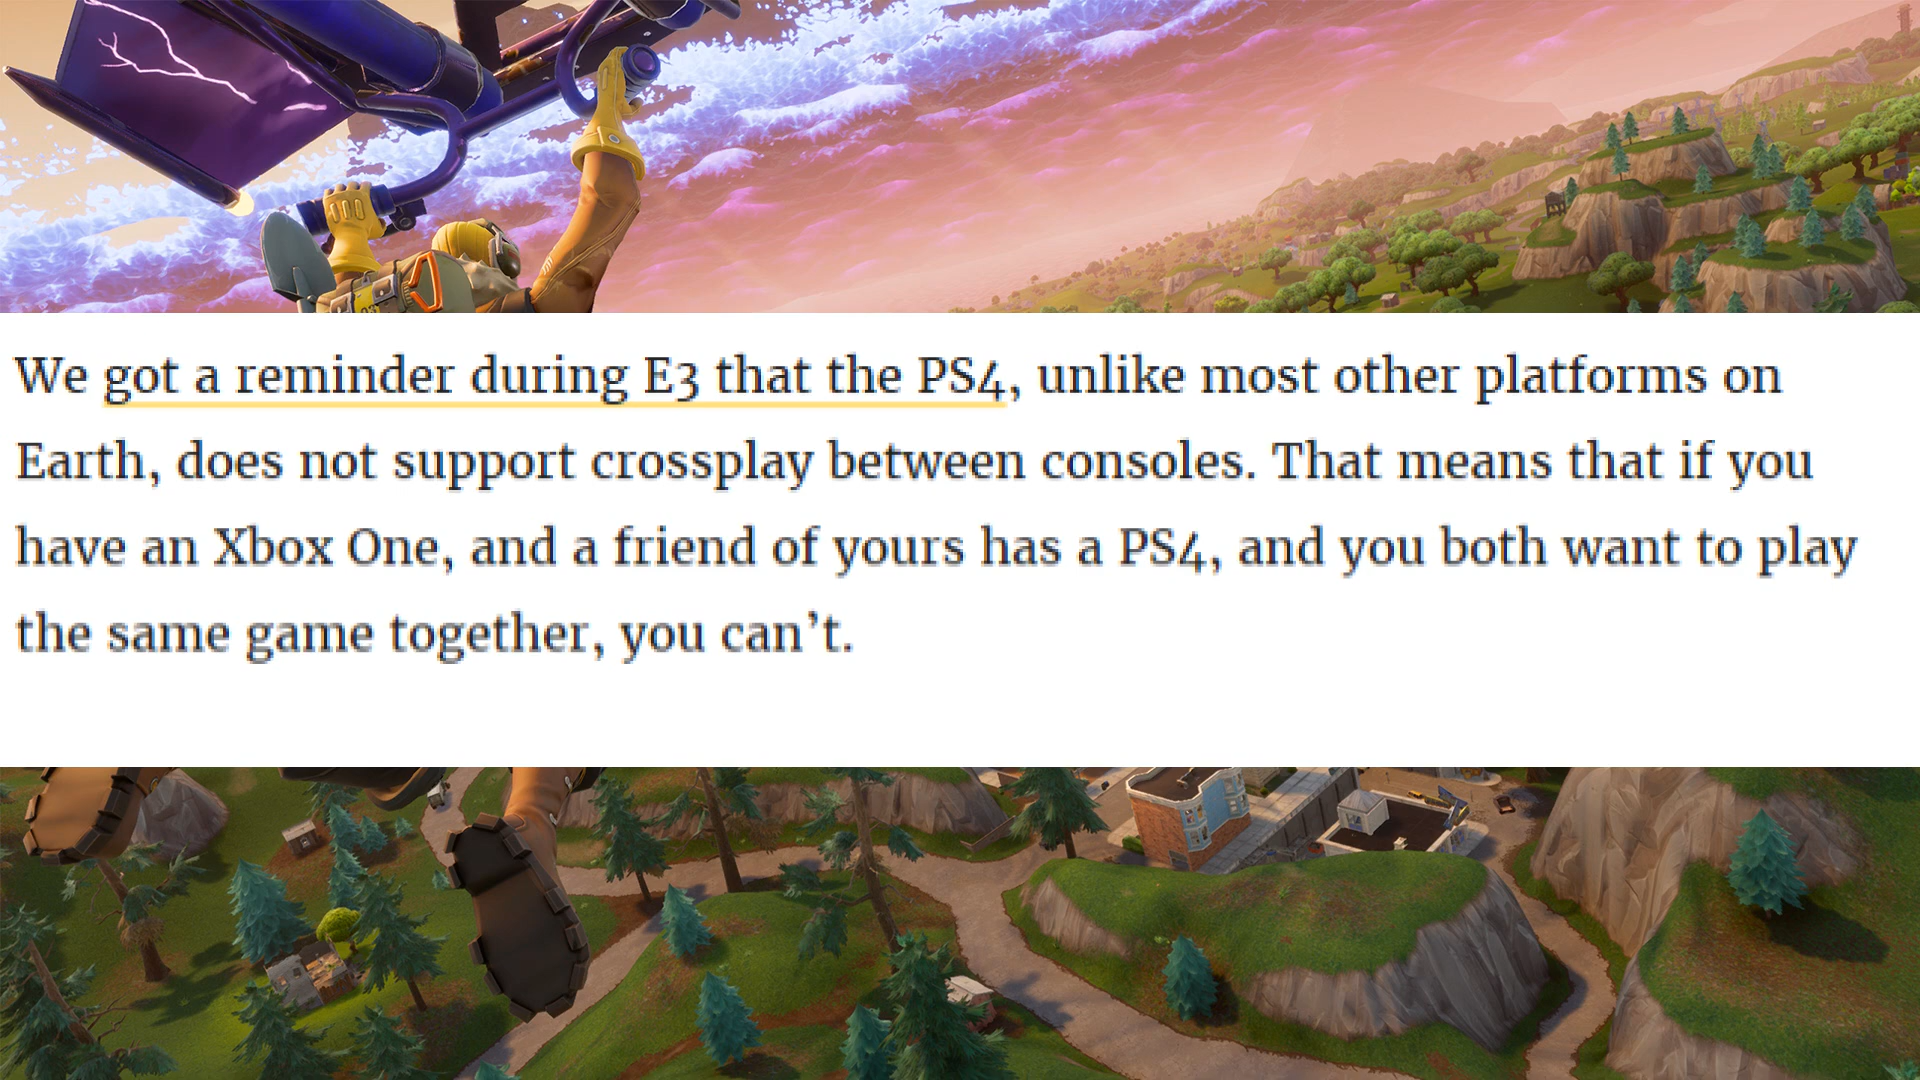 We got a reminder during E3 that the PS4, unlike most other platforms on
Earth, does not support crossplay between consoles. That means that if you
have an Xbox One, and a friend of yours has a PS4, and you both want to play
the same game together, you can’t.